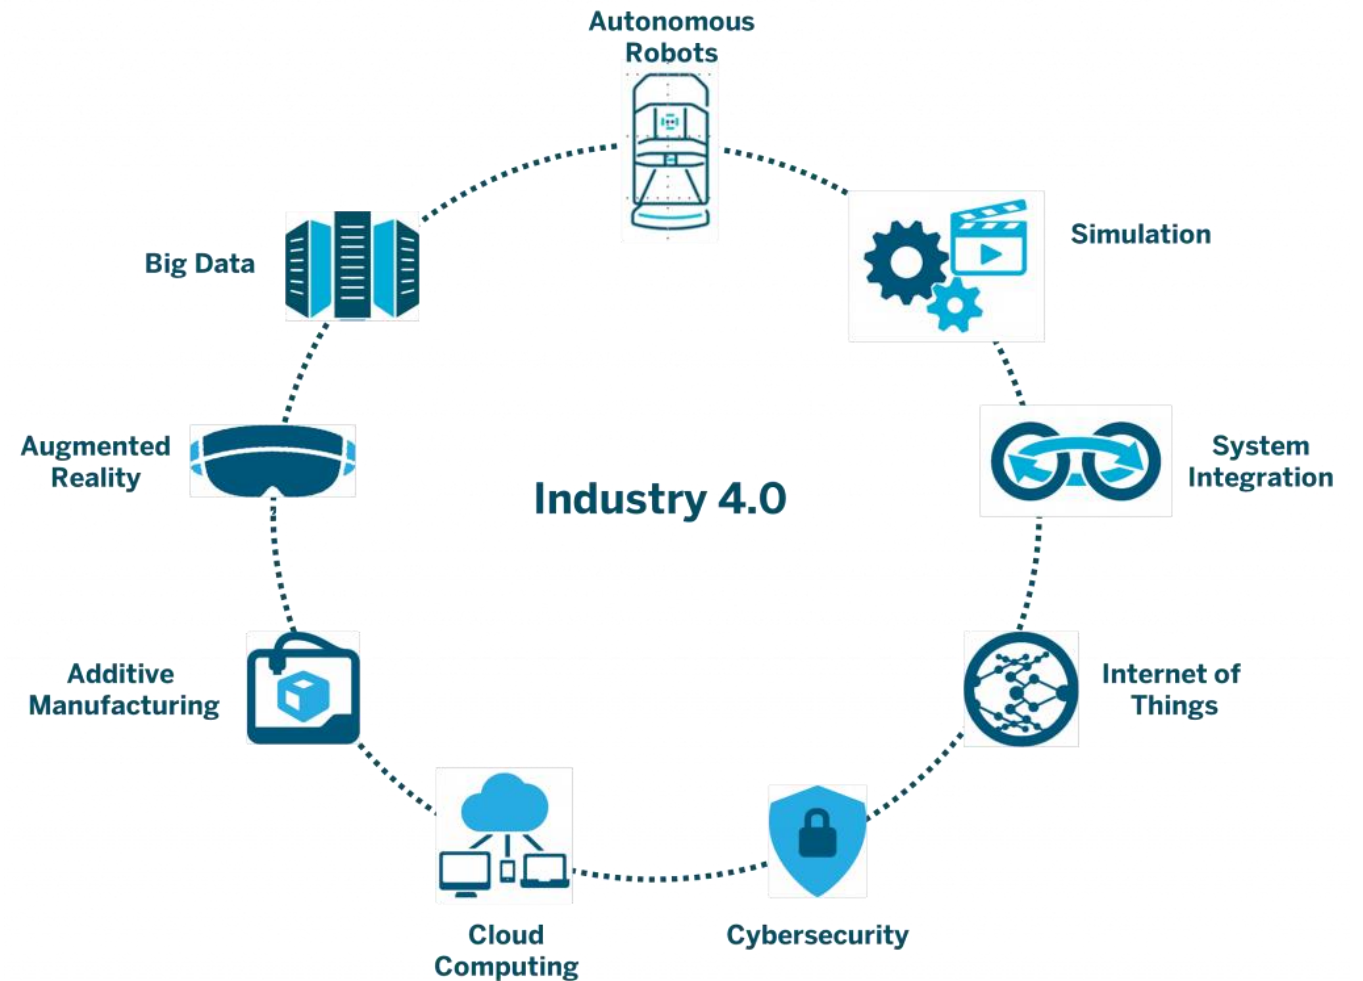 Autonomous
Robots
Simulation
Big Data
System
Integration
Augmented
Reality
Industry 4.0
Internet of
Things
Additive
Manufacturing
Cybersecurity
Cloud
Computing